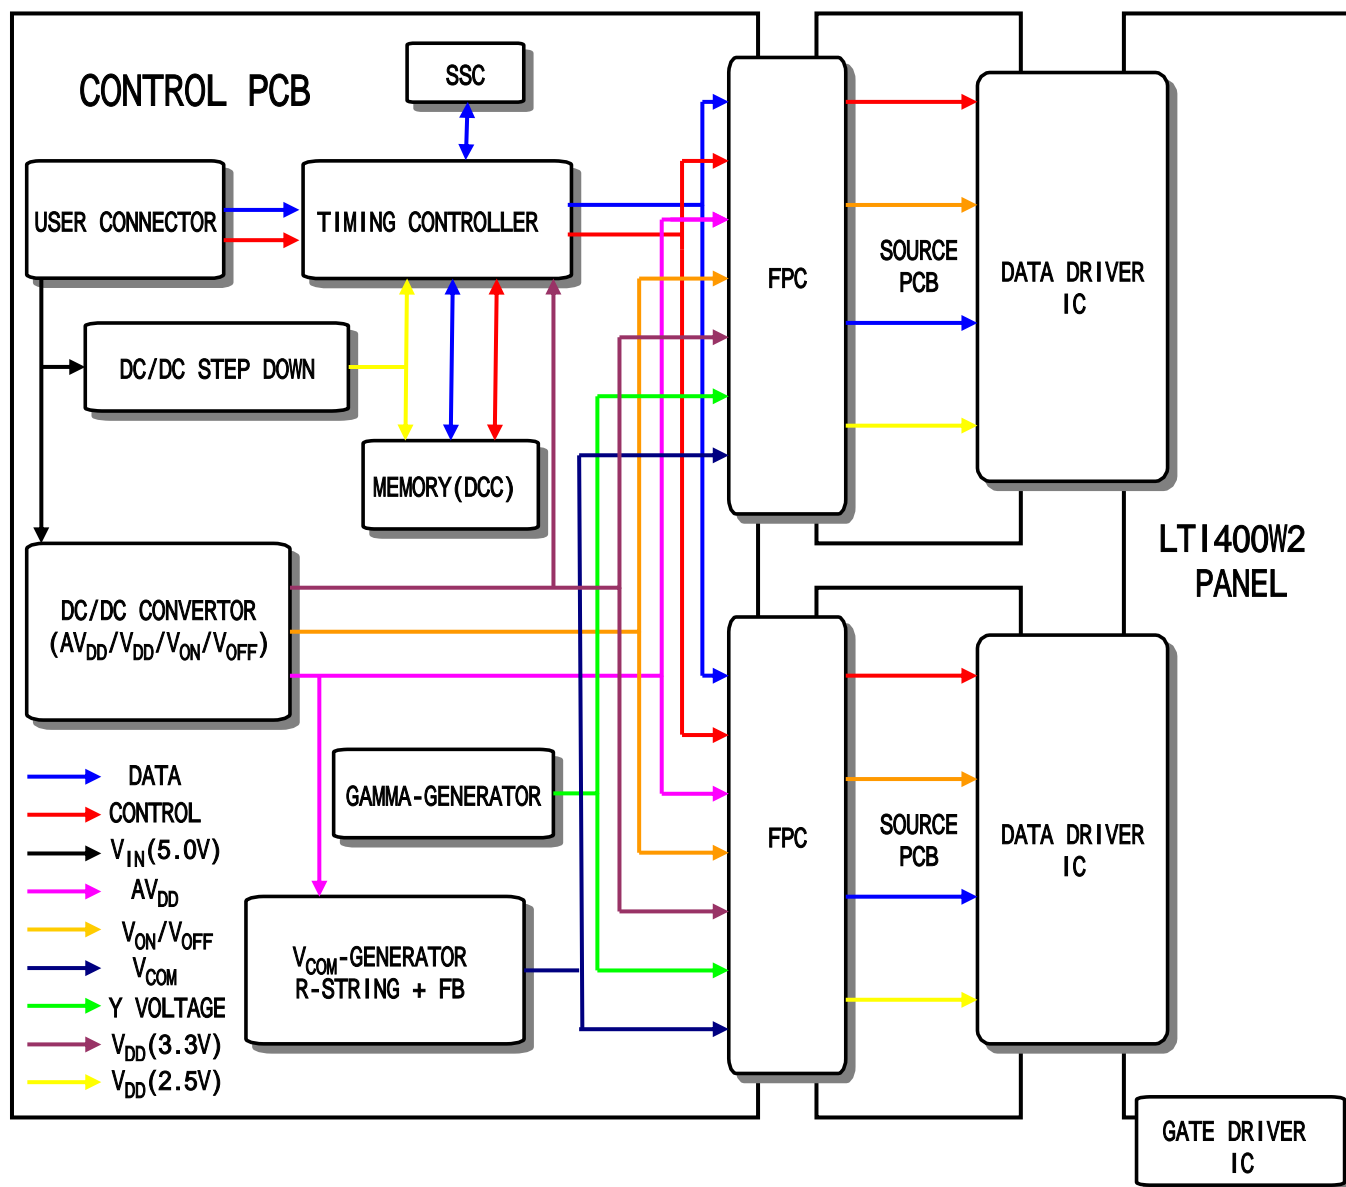 CONTROL PCB
SSC
USER CONNECTOR
TIMING CONTROLLER
DC/DC STEP DOWN
MEMORY(DCC)
DC/DC CONVERTOR
(AVDD/VDD/VON/VOFF)
GAMMA-GENERATOR
VCOM-GENERATOR
R-STRING + FB
DATA
CONTROL
VIN(5.0V)
AVDD
VON/VOFF
VCOM
Y VOLTAGE
VDD(3.3V)
VDD(2.5V)
FPC
SOURCE
PCB
DATA DRIVER
IC
FPC
SOURCE
PCB
DATA DRIVER
IC
LTI400W2
PANEL
GATE DRIVER
IC